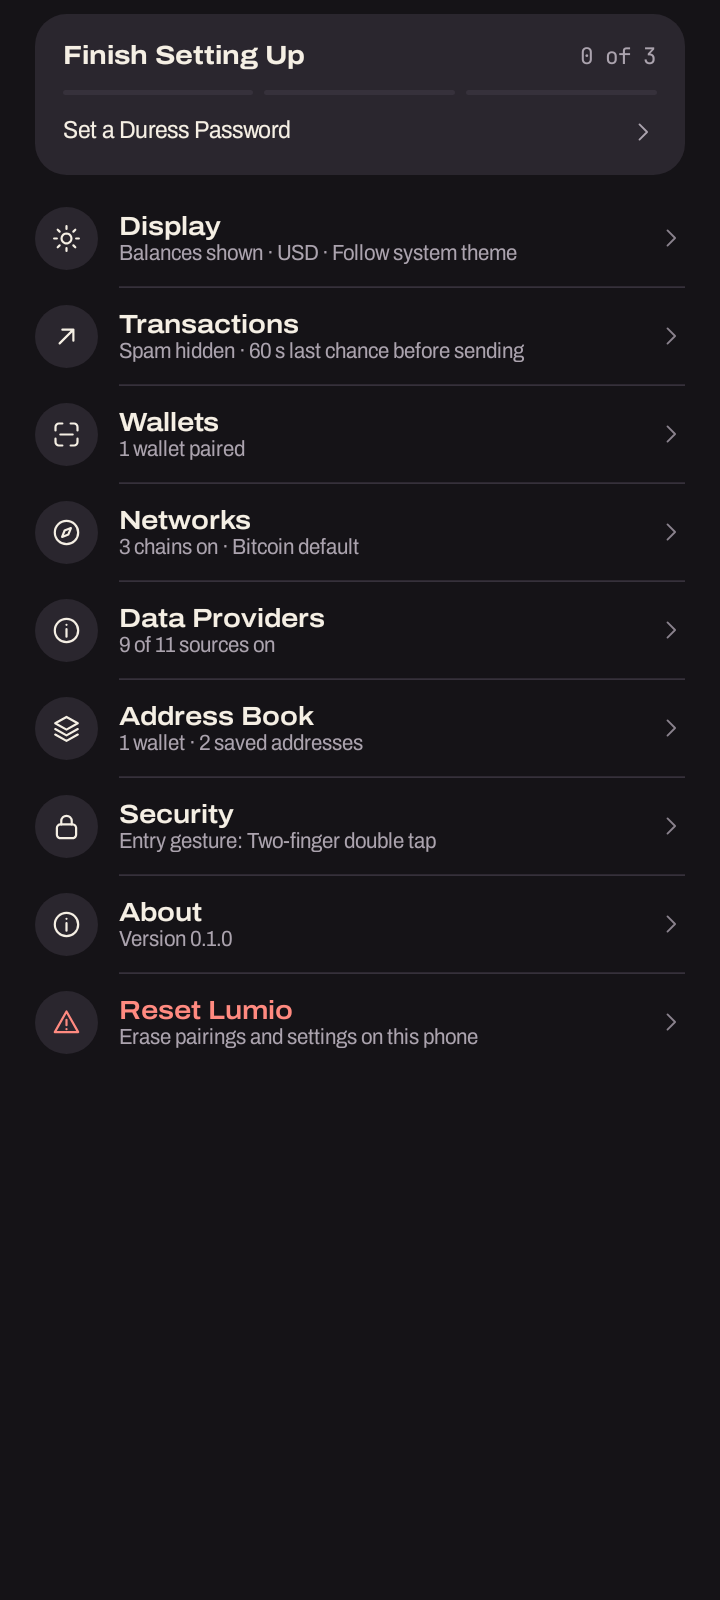 Finish Setting Up
0 of 3
Set a Duress Password
Display
Balances shown · USD · Follow system theme
Transactions
Spam hidden · 60 s last chance before sending
Wallets
1 wallet paired
Networks
3 chains on · Bitcoin default
Data Providers
9 of 11 sources on
Address Book
1 wallet · 2 saved addresses
Security
Entry gesture: Two-finger double tap
About
Version 0.1.0
Reset Lumio
Erase pairings and settings on this phone